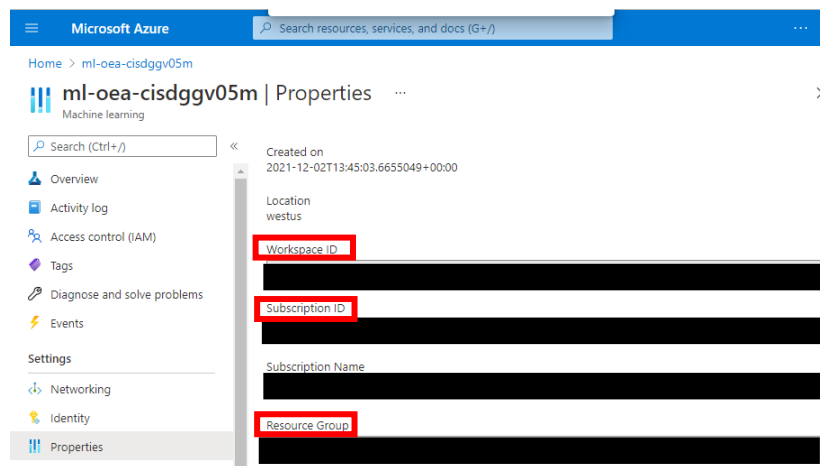 Microsoft Azure
Search resources, services, and docs (G+/)
Home > ml-oea-cisdggv05m
ml-oea-cisdggv05m | Properties
Machine learning
Search (Ctrl+/)
Overview
Activity log
Access control (IAM)
Tags
Diagnose and solve problems
Events
Settings
Networking
Identity
Properties
Created on
2021-12-02T13:45:03.6655049+00:00
Location
westus
Workspace ID
Subscription ID
Subscription Name
Resource Group